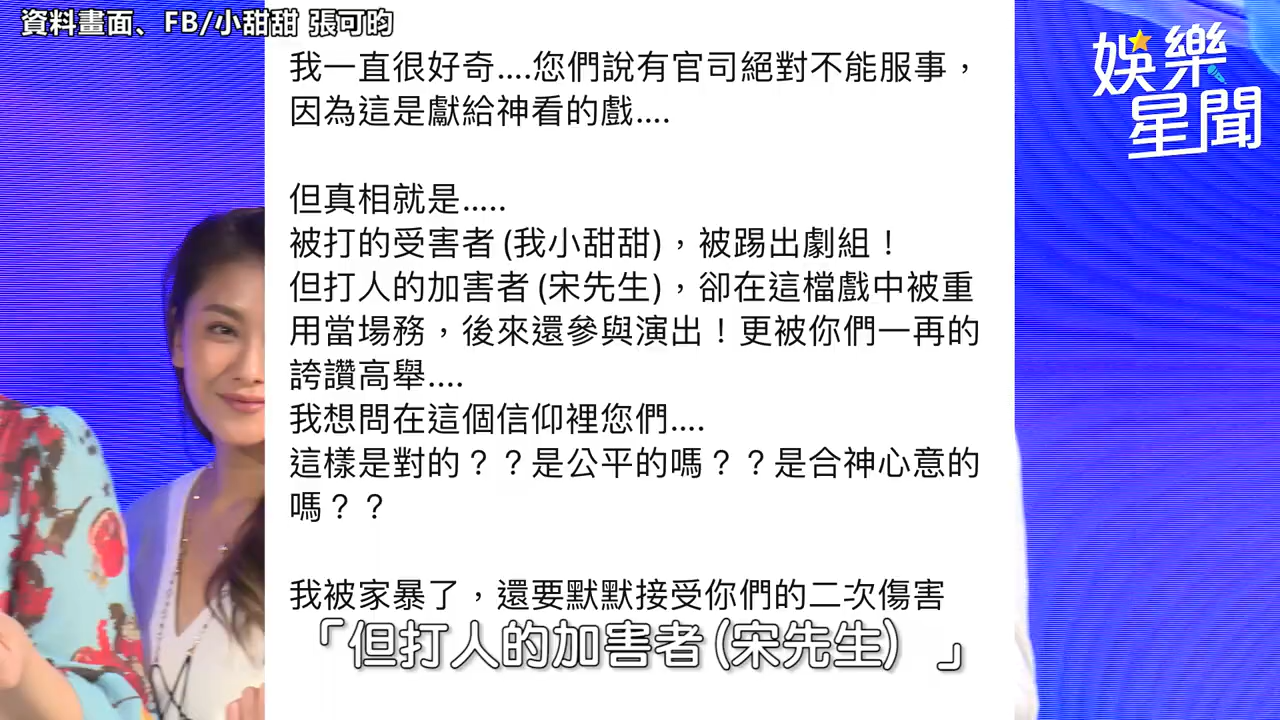 資料畫面、FB/小甜甜 張可昀
娛樂
星聞
我一直很好奇....您們說有官司絕對不能服事，
因為這是獻給神看的戲....
但真相就是.....
被打的受害者(我小甜甜)，被踢出劇組！
但打人的加害者(宋先生)，卻在這檔戲中被重
用當場務，後來還參與演出！更被你們一再的
誇讚高舉....
我想問在這個信仰裡您們....
這樣是對的？？是公平的嗎？？是合神心意的
嗎？？
我被家暴了，還要默默接受你們的二次傷害
「但打人的加害者(宋先生) 」